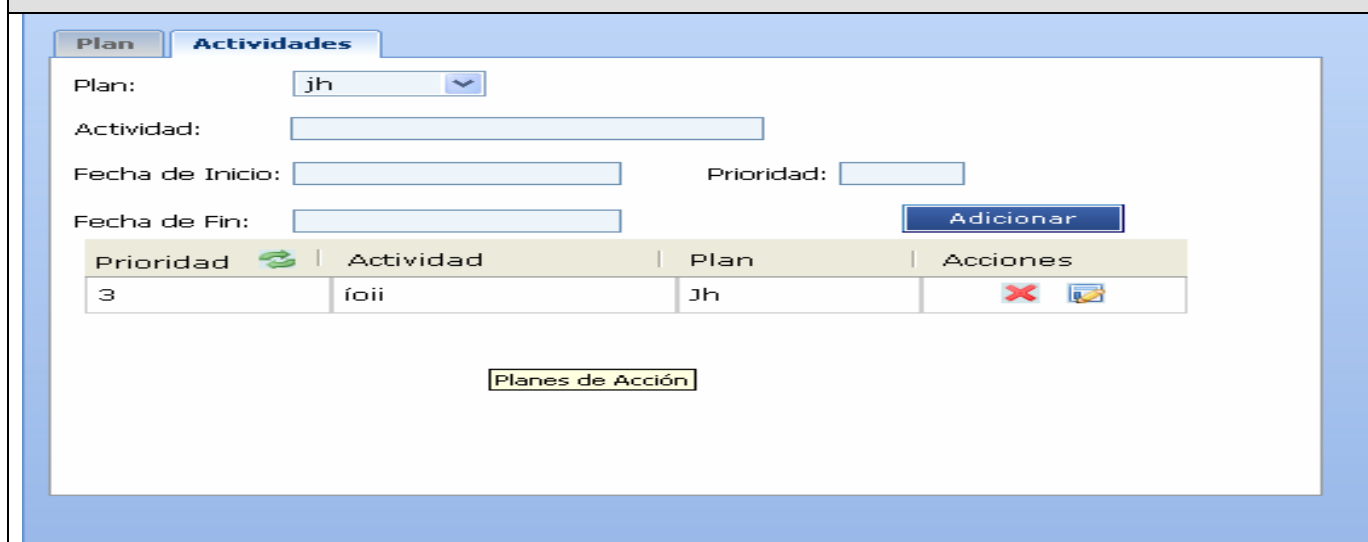 Plan Actividades
Plan: jh
Actividad:
Fecha de Inicio: Prioridad:
Fecha de Fin: Adicionar
Prioridad Actividad Plan Acciones
3 íoii Jh
Planes de Acción